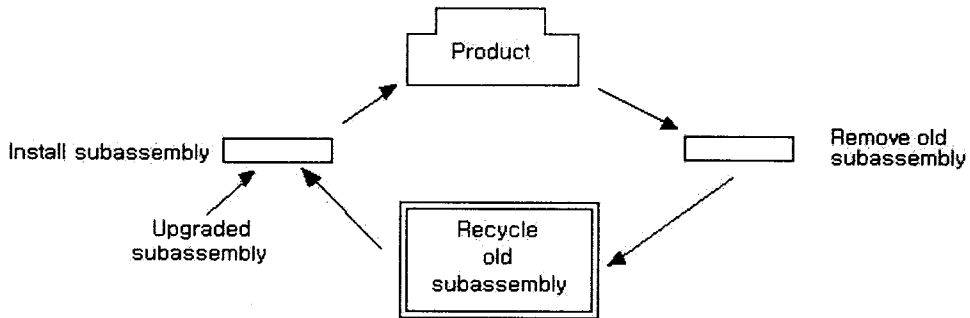 Product
Install subassembly
Remove old
subassembly
Upgraded
subassembly
Recycle
old
subassembly